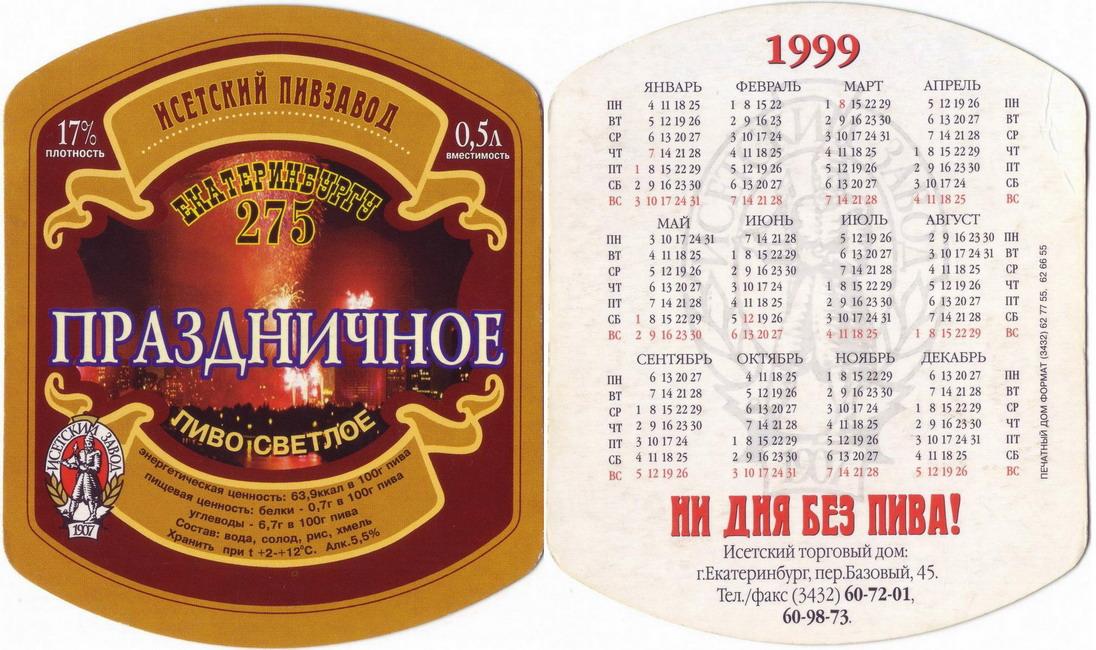 ИСЕТСКИЙ ПИВЗАВОД
17%
ПЛОТНОСТЬ
0,5л
ВМЕСТИМОСТЬ
ЕКАТЕРИНБУРГУ
275
ПРАЗДНИЧНОЕ
ПИВО СВЕТЛОЕ
ИСЕТСКИЙ ЗАВОД
1907
энергетическая ценность: 63,9ккал в 100г пива
пищевая ценность: белки - 0,7г в 100г пива
углеводы - 6,7г в 100г пива
Состав: вода, солод, рис, хмель
Хранить при t +2-+12°С. Алк.5,5%
1999
ЯНВАРЬ ФЕВРАЛЬ МАРТ АПРЕЛЬ
ПН 4 11 18 25 1 8 15 22 1 8 15 22 29 5 12 19 26 ПН
ВТ 5 12 19 26 2 9 16 23 2 9 16 23 30 6 13 20 27 ВТ
СР 6 13 20 27 3 10 17 24 3 10 17 24 31 7 14 21 28 СР
ЧТ 7 14 21 28 4 11 18 25 4 11 18 25 1 8 15 22 29 ЧТ
ПТ 1 8 15 22 29 5 12 19 26 5 12 19 26 2 9 16 23 30 ПТ
СБ 2 9 16 23 30 6 13 20 27 6 13 20 27 3 10 17 24 СБ
ВС 3 10 17 24 31 7 14 21 28 7 14 21 28 4 11 18 25 ВС
МАЙ ИЮНЬ ИЮЛЬ АВГУСТ
ПН 3 10 17 24 31 7 14 21 28 5 12 19 26 2 9 16 23 30 ПН
ВТ 4 11 18 25 1 8 15 22 29 6 13 20 27 3 10 17 24 31 ВТ
СР 5 12 19 26 2 9 16 23 30 7 14 21 28 4 11 18 25 СР
ЧТ 6 13 20 27 3 10 17 24 1 8 15 22 29 5 12 19 26 ЧТ
ПТ 7 14 21 28 4 11 18 25 2 9 16 23 30 6 13 20 27 ПТ
СБ 1 8 15 22 29 5 12 19 26 3 10 17 24 31 7 14 21 28 СБ
ВС 2 9 16 23 30 6 13 20 27 4 11 18 25 1 8 15 22 29 ВС
СЕНТЯБРЬ ОКТЯБРЬ НОЯБРЬ ДЕКАБРЬ
ПН 6 13 20 27 4 11 18 25 1 8 15 22 29 6 13 20 27 ПН
ВТ 7 14 21 28 5 12 19 26 2 9 16 23 30 7 14 21 28 ВТ
СР 1 8 15 22 29 6 13 20 27 3 10 17 24 1 8 15 22 29 СР
ЧТ 2 9 16 23 30 7 14 21 28 4 11 18 25 2 9 16 23 30 ЧТ
ПТ 3 10 17 24 1 8 15 22 29 5 12 19 26 3 10 17 24 31 ПТ
СБ 4 11 18 25 2 9 16 23 30 6 13 20 27 4 11 18 25 СБ
ВС 5 12 19 26 3 10 17 24 31 7 14 21 28 5 12 19 26 ВС
ПЕЧАТНЫЙ ДОМ ФОРМАТ (3432) 62 77 55, 62 66 55
НИ ДНЯ БЕЗ ПИВА!
Исетский торговый дом:
г.Екатеринбург, пер.Базовый, 45.
Тел./факс (3432) 60-72-01,
60-98-73.